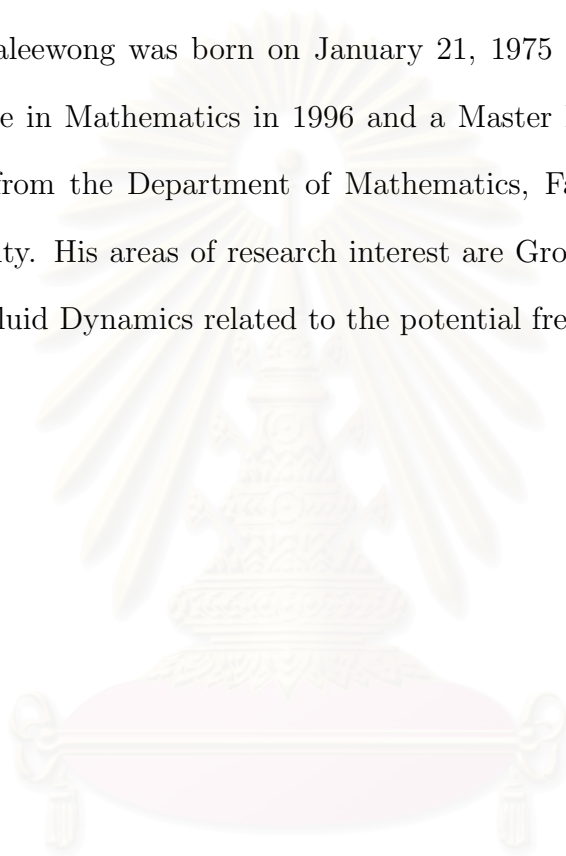 aleewong was born on January 21, 1975
e in Mathematics in 1996 and a Master
from the Department of Mathematics, Fa
ty. His areas of research interest are Gro
luid Dynamics related to the potential fre